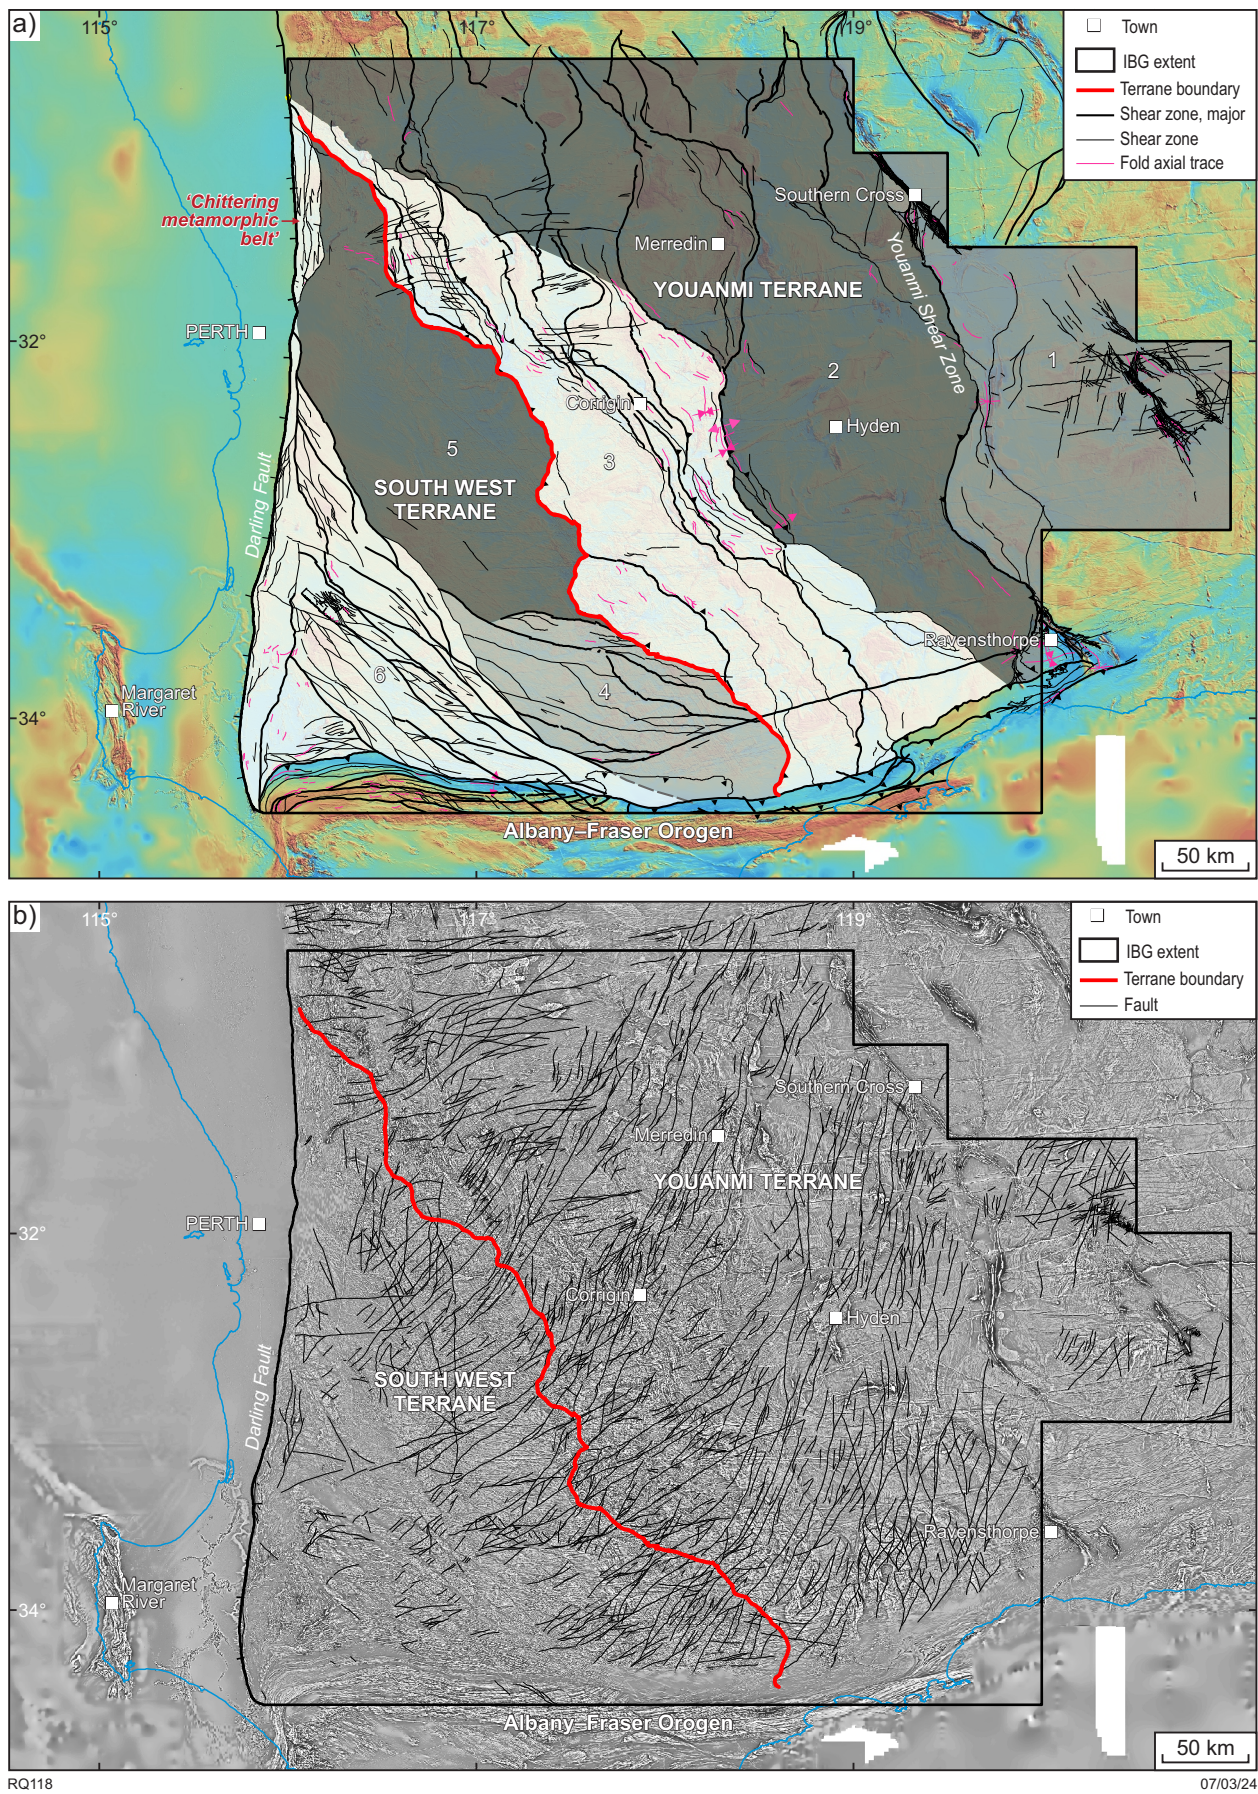 a)
115°
117°
119°
Town
IBG extent
Terrane boundary
Shear zone, major
Shear zone
Fold axial trace
'Chittering
metamorphic
belt'
Southern Cross
Merredin
YOUANMI TERRANE
Youanmi Shear Zone
PERTH
32°
1
2
Corrigin
Hyden
5
3
SOUTH WEST
TERRANE
Darling Fault
Ravensthorpe
6
4
Margaret
River
34°
Albany–Fraser Orogen
50 km
b)
115°
117°
119°
Town
IBG extent
Terrane boundary
Fault
Southern Cross
Merredin
YOUANMI TERRANE
PERTH
32°
Corrigin
Hyden
SOUTH WEST
TERRANE
Darling Fault
Ravensthorpe
Margaret
River
34°
Albany–Fraser Orogen
50 km
RQ118
07/03/24